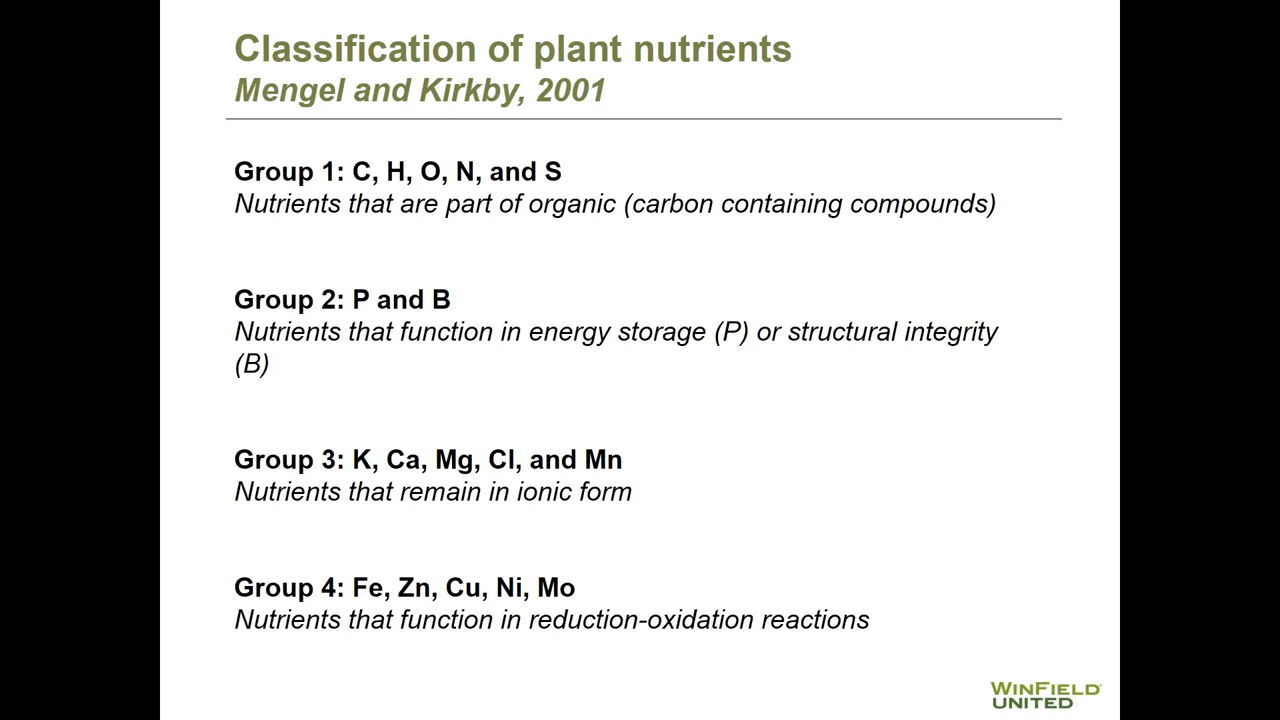 Classification of plant nutrients
Mengel and Kirkby, 2001
Group 1: C, H, O, N, and S
Nutrients that are part of organic (carbon containing compounds)
Group 2: P and B
Nutrients that function in energy storage (P) or structural integrity
(B)
Group 3: K, Ca, Mg, Cl, and Mn
Nutrients that remain in ionic form
Group 4: Fe, Zn, Cu, Ni, Mo
Nutrients that function in reduction-oxidation reactions
WINFIELD
UNITED